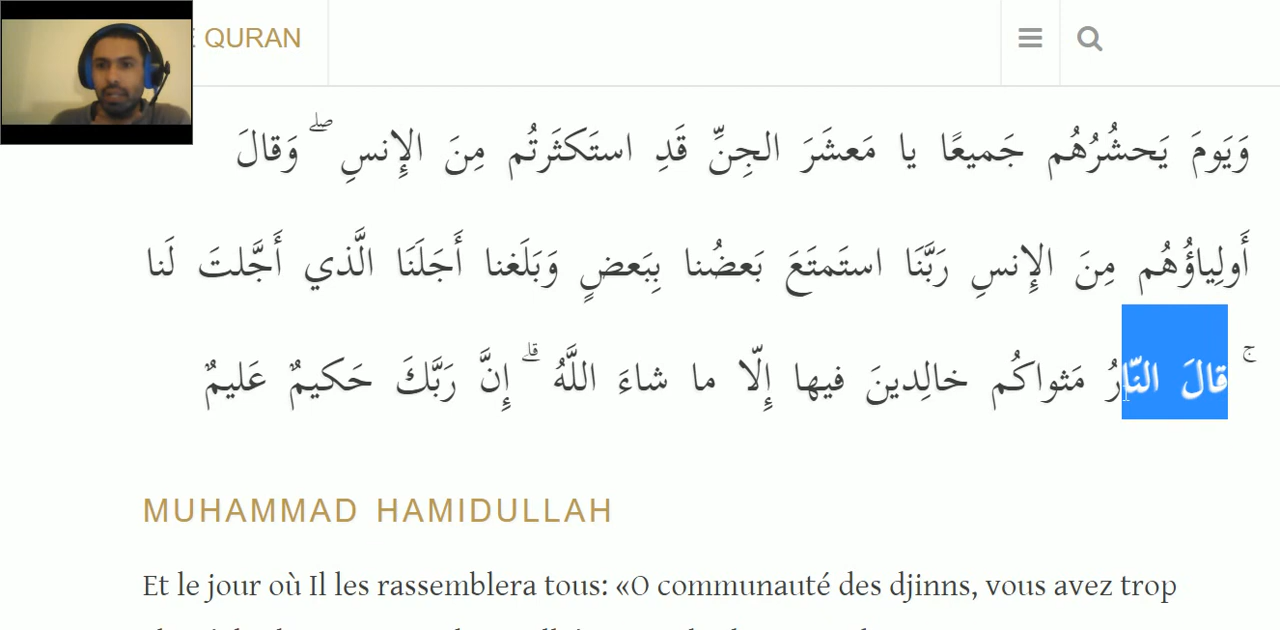 QURAN
وَيَومَ يَحشُرُهُم جَميعًا يا مَعشَرَ الجِنِّ قَدِ استَكثَرتُم مِنَ الإِنسِ ۖ وَقالَ
أَولِياؤُهُم مِنَ الإِنسِ رَبَّنَا استَمتَعَ بَعضُنا بِبَعضٍ وَبَلَغنا أَجَلَنَا الَّذي أَجَّلتَ لَنا
ۚ قالَ النّارُ مَثواكُم خالِدينَ فيها إِلّا ما شاءَ اللَّهُ ۗ إِنَّ رَبَّكَ حَكيمٌ عَليمٌ
MUHAMMAD HAMIDULLAH
Et le jour où Il les rassemblera tous: «O communauté des djinns, vous avez trop